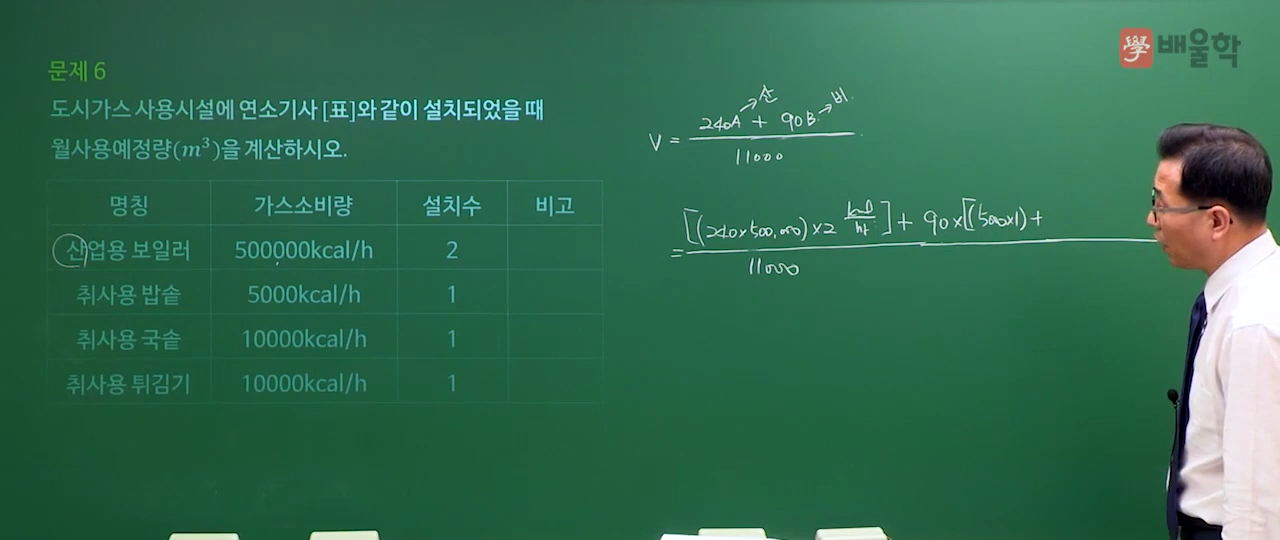 學 배울학
문제 6
도시가스 사용시설에 연소기사 [표]와 같이 설치되었을 때
월사용예정량(m³)을 계산하시오.
명칭 가스소비량 설치수 비고
산업용 보일러 500000kcal/h 2
취사용 밥솥 5000kcal/h 1
취사용 국솥 10000kcal/h 1
취사용 튀김기 10000kcal/h 1
산 비
V = (240A + 90B) / 11000
= [(240×500,000)×2 kcal/hr] + 90×[(5000×1)+
11000